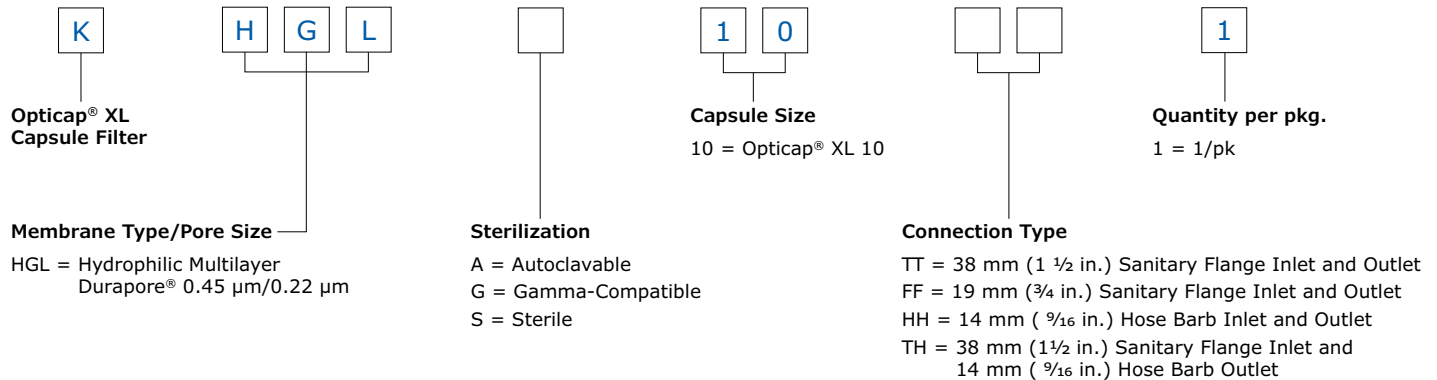 K H G L 1 0 1
Opticap® XL
Capsule Filter
Capsule Size
10 = Opticap® XL 10
Quantity per pkg.
1 = 1/pk
Membrane Type/Pore Size
HGL = Hydrophilic Multilayer
Durapore® 0.45 µm/0.22 µm
Sterilization
A = Autoclavable
G = Gamma-Compatible
S = Sterile
Connection Type
TT = 38 mm (1 ½ in.) Sanitary Flange Inlet and Outlet
FF = 19 mm (¾ in.) Sanitary Flange Inlet and Outlet
HH = 14 mm ( ⁹⁄₁₆ in.) Hose Barb Inlet and Outlet
TH = 38 mm (1½ in.) Sanitary Flange Inlet and
14 mm ( ⁹⁄₁₆ in.) Hose Barb Outlet